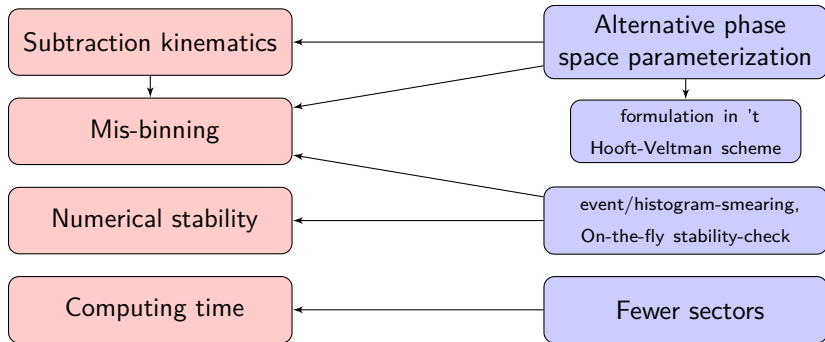 Subtraction kinematics
Alternative phase
space parameterization
Mis-binning
formulation in 't
Hooft-Veltman scheme
Numerical stability
event/histogram-smearing,
On-the-fly stability-check
Computing time
Fewer sectors